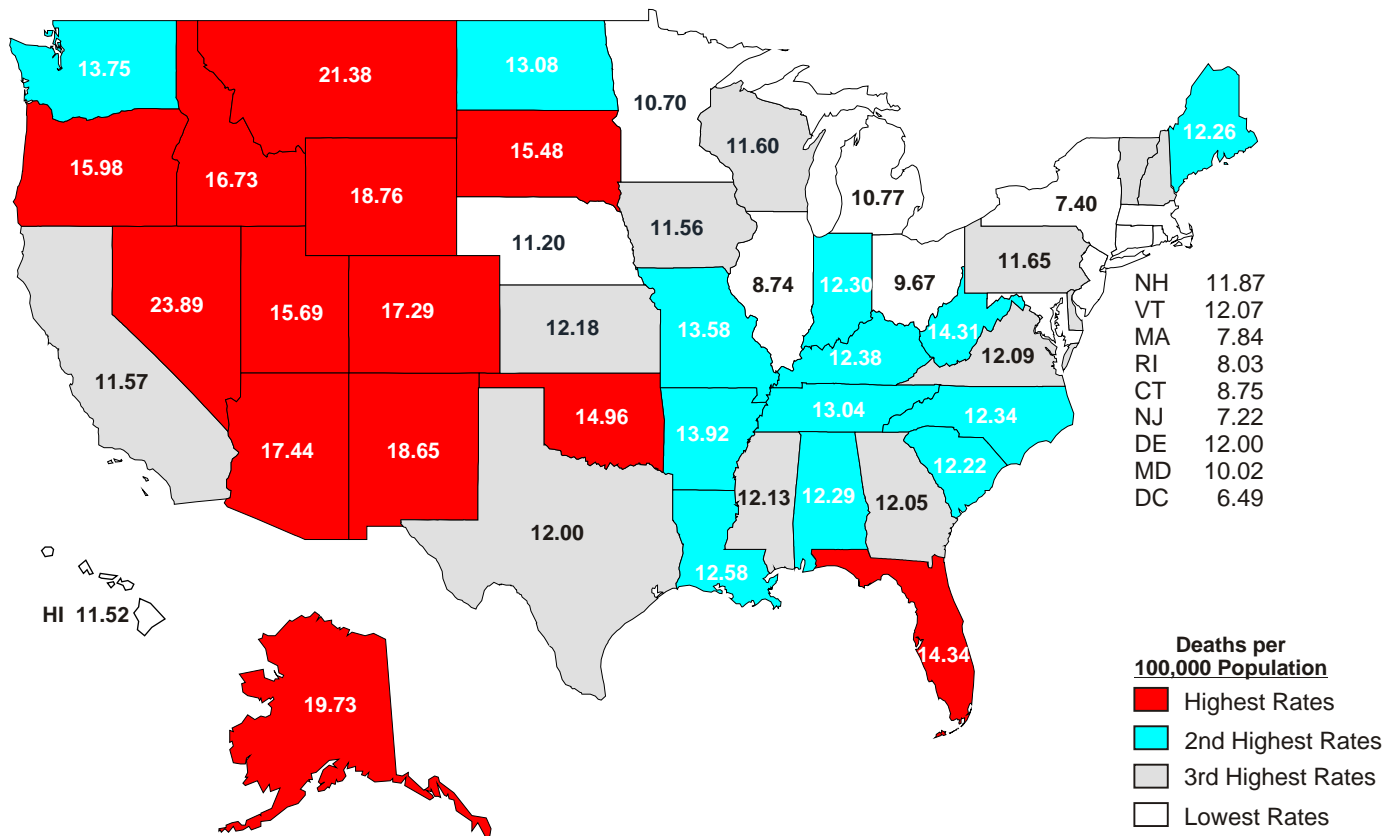 13.75
21.38
13.08
10.70
12.26
15.98
16.73
18.76
15.48
11.60
10.77
7.40
11.20
11.56
11.65
23.89
15.69
17.29
12.18
13.58
8.74
12.30
9.67
14.31
12.09
12.38
11.57
17.44
18.65
14.96
13.92
13.04
12.34
12.22
12.00
12.58
12.13
12.29
12.05
14.34
NH 11.87
VT 12.07
MA 7.84
RI 8.03
CT 8.75
NJ 7.22
DE 12.00
MD 10.02
DC 6.49
HI 11.52
19.73
Deaths per
100,000 Population
Highest Rates
2nd Highest Rates
3rd Highest Rates
Lowest Rates